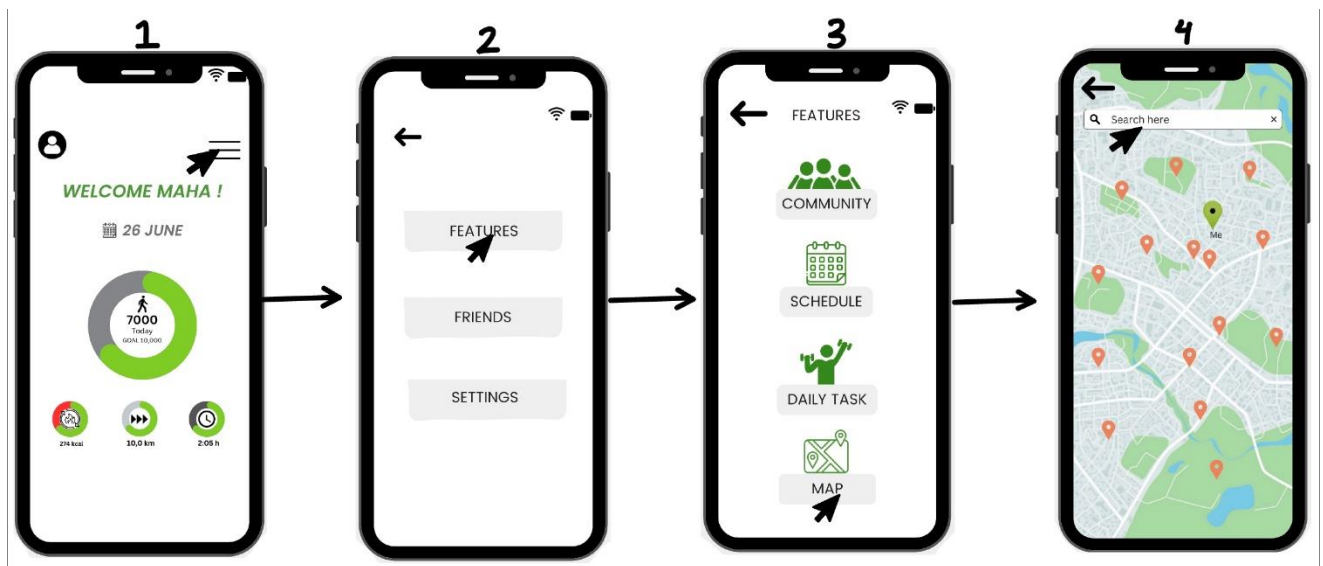 1
WELCOME MAHA !
26 JUNE
7000
Today
GOAL 10,000
274 kcal
10,0 km
2:05 h
2
FEATURES
FRIENDS
SETTINGS
3
FEATURES
COMMUNITY
SCHEDULE
DAILY TASK
MAP
4
Search here
Me